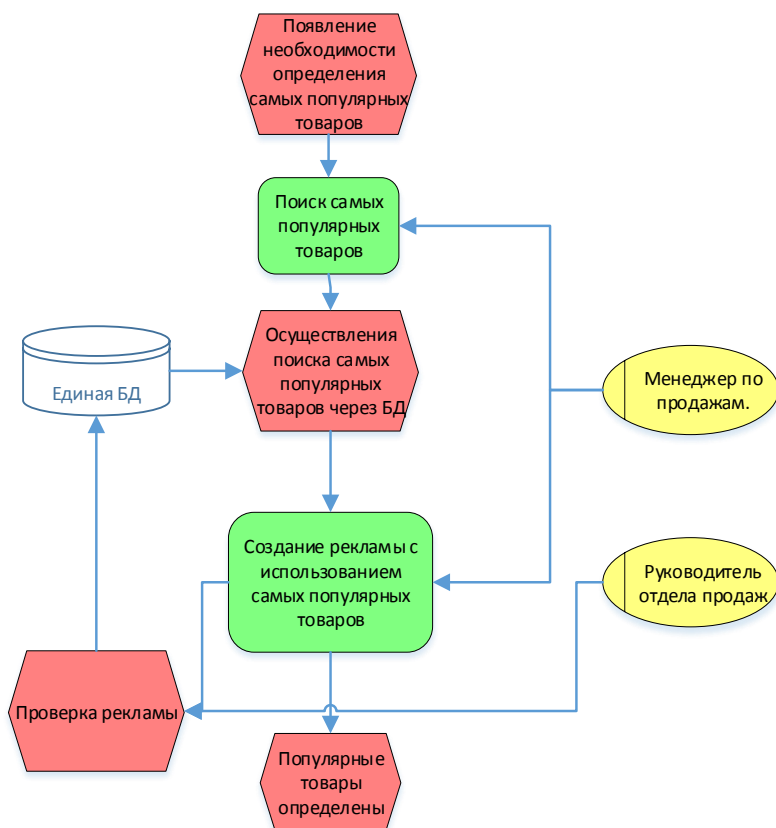 Появление
необходимости
определения
самых популярных
товаров
Поиск самых
популярных
товаров
Осуществления
поиска самых
популярных
товаров через БД
Единая БД
Менеджер по
продажам.
Создание рекламы с
использованием
самых популярных
товаров
Руководитель
отдела продаж
Проверка рекламы
Популярные
товары
определены